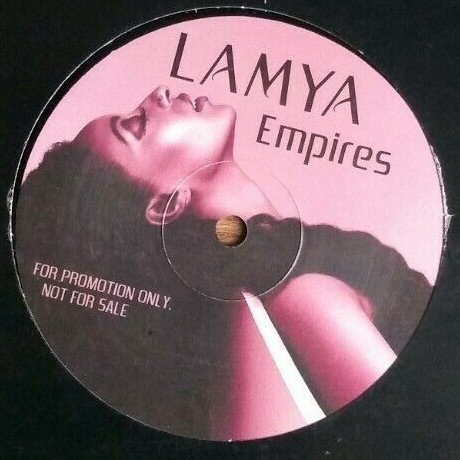 LAMYA
Empires
FOR PROMOTION ONLY.
NOT FOR SALE